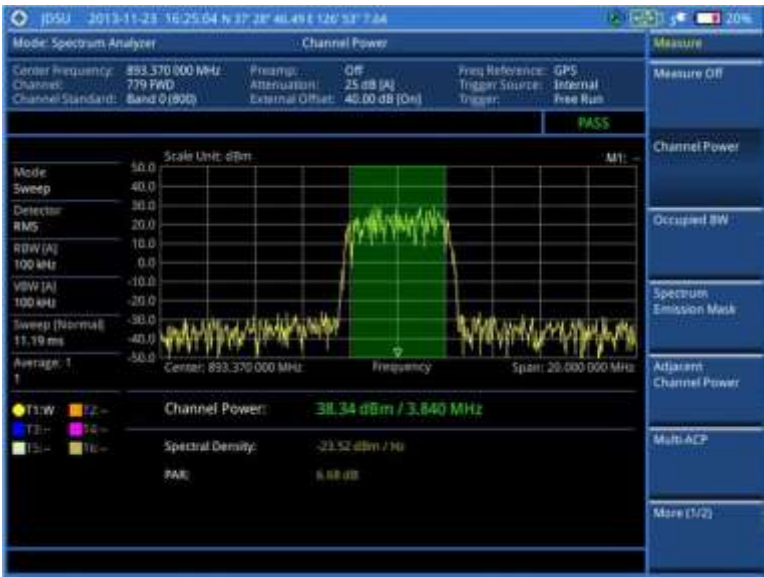 JDSU 2013-11-23 16:25:04 N 37° 28' 46.49 E 126° 53' 7.64 20%
Mode: Spectrum Analyzer Channel Power Measure
Center Frequency: 893.370 000 MHz Preamp: Off Freq Reference: GPS
Channel: 779 FWD Attenuation: 25 dB [A] Trigger Source: Internal
Channel Standard: Band 0 (800) External Offset: 40.00 dB [On] Trigger: Free Run
Measure Off
PASS
Channel Power
Scale Unit: dBm M1: --
Mode
Sweep
Detector
RMS
RBW [A]
100 kHz
VBW [A]
100 kHz
Sweep [Normal]
11.19 ms
Average: 1
1
50.0
40.0
30.0
20.0
10.0
0.0
-10.0
-20.0
-30.0
-40.0
-50.0
Center: 893.370 000 MHz Frequency Span: 20.000 000 MHz
Occupied BW
Spectrum
Emission Mask
Adjacent
Channel Power
Multi-ACP
More (1/2)
T1:W T2:--
T3:-- T4:--
T5:-- T6:--
Channel Power: 38.34 dBm / 3.840 MHz
Spectral Density: -23.52 dBm / Hz
PAR: 6.68 dB